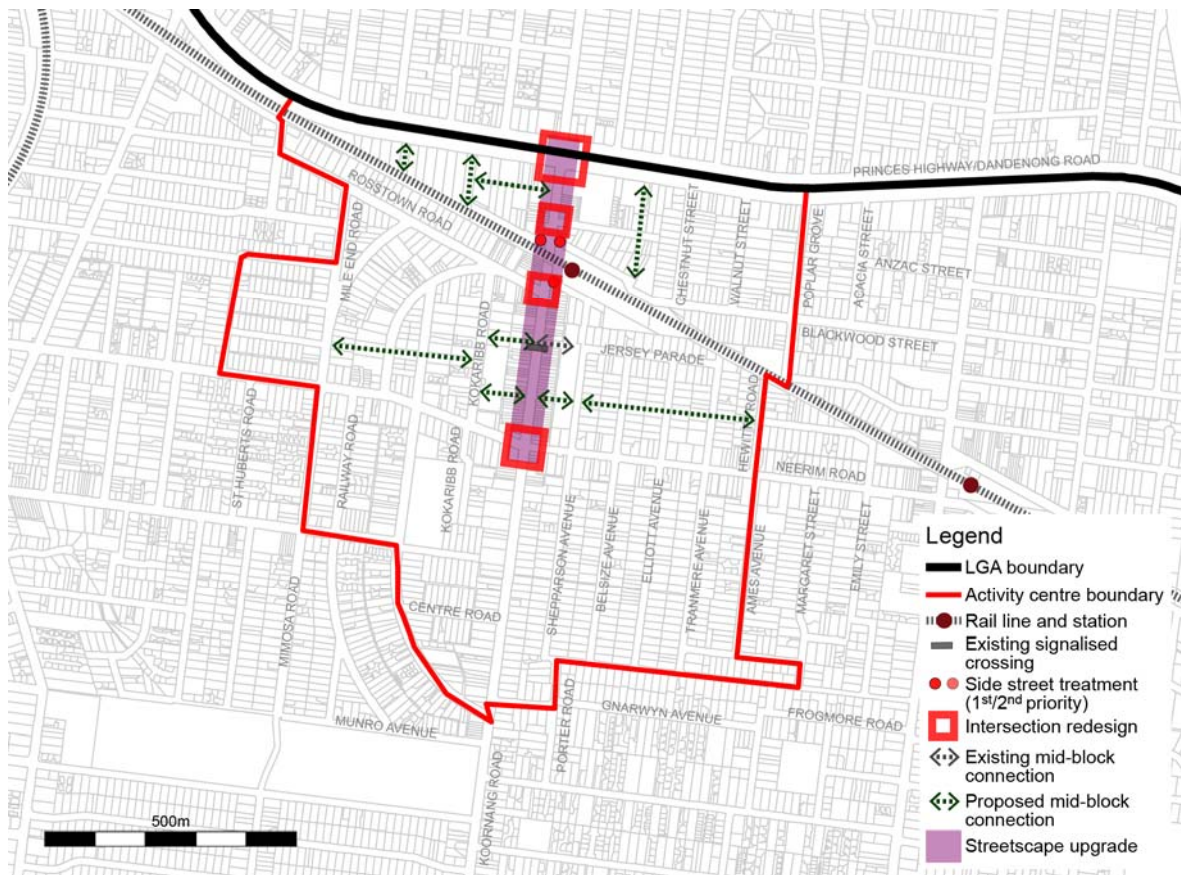 PRINCES HIGHWAY/DANDENONG ROAD
ROSSTOWN ROAD
MILE END ROAD
CHESTNUT STREET
WALNUT STREET
POPLAR GROVE
ACACIA STREET
ANZAC STREET
BLACKWOOD STREET
KOKARIBB ROAD
JERSEY PARADE
ST HUBERTS ROAD
RAILWAY ROAD
KOKARIBB ROAD
NEERIM ROAD
MIMOSA ROAD
CENTRE ROAD
SHEPPARSON AVENUE
BELSIZE AVENUE
ELLIOTT AVENUE
TRANMERE AVENUE
AMES AVENUE
MARGARET STREET
EMILY STREET
MUNRO AVENUE
PORTER ROAD
GNARWYN AVENUE
FROGMORE ROAD
KOORNANG ROAD
500m
Legend
LGA boundary
Activity centre boundary
Rail line and station
Existing signalised
crossing
Side street treatment
(1st/2nd priority)
Intersection redesign
Existing mid-block
connection
Proposed mid-block
connection
Streetscape upgrade